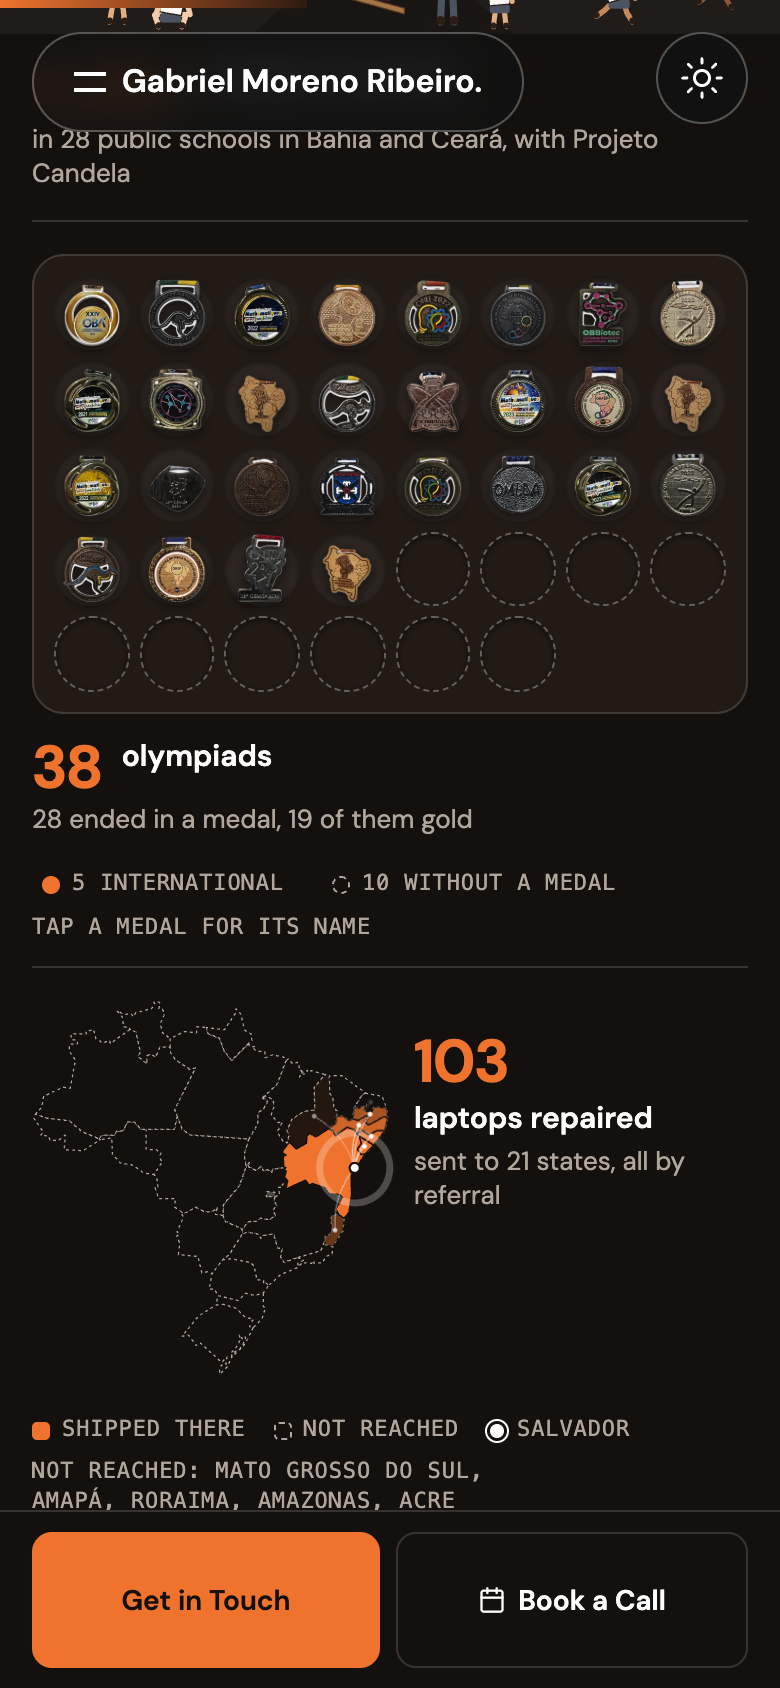 Gabriel Moreno Ribeiro.
in 28 public schools in Bahia and Ceará, with Projeto
Candela
38 olympiads
28 ended in a medal, 19 of them gold
5 INTERNATIONAL
10 WITHOUT A MEDAL
TAP A MEDAL FOR ITS NAME
103
laptops repaired
sent to 21 states, all by
referral
SHIPPED THERE
NOT REACHED
SALVADOR
NOT REACHED: MATO GROSSO DO SUL,
AMAPÁ, RORAIMA, AMAZONAS, ACRE
Get in Touch
Book a Call